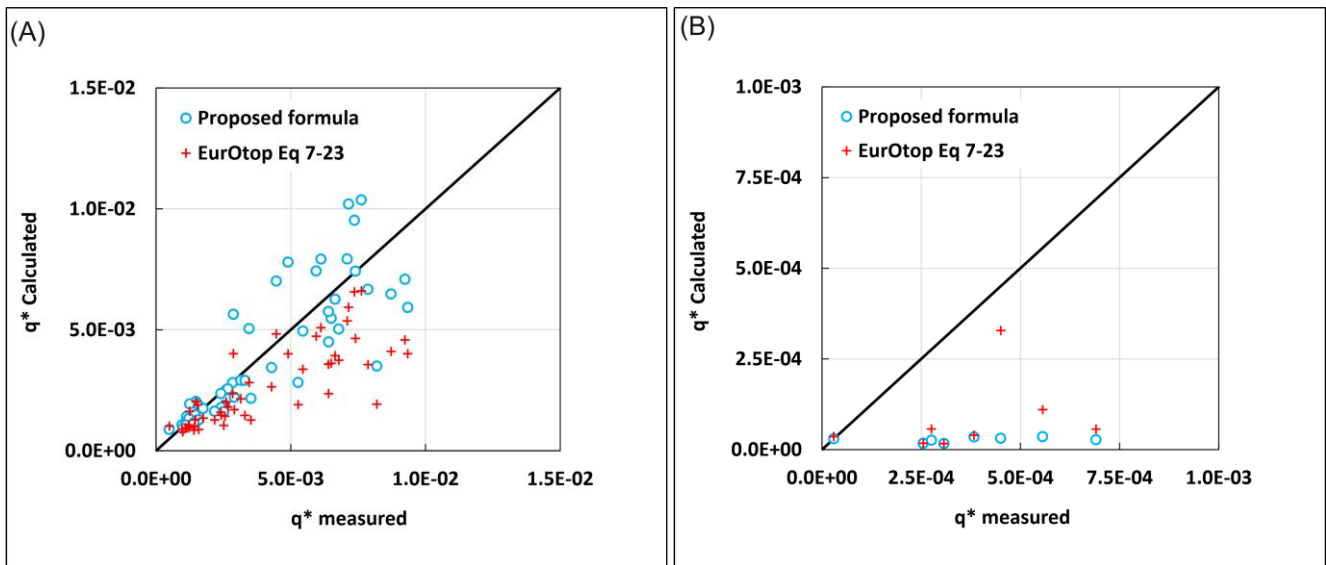 (A)
1.5E-02
Proposed formula
EurOtop Eq 7-23
1.0E-02
q* Calculated
5.0E-03
0.0E+00
0.0E+00 5.0E-03 1.0E-02 1.5E-02
q* measured
(B)
1.0E-03
Proposed formula
EurOtop Eq 7-23
7.5E-04
q* Calculated
5.0E-04
2.5E-04
0.0E+00
0.0E+00 2.5E-04 5.0E-04 7.5E-04 1.0E-03
q* measured